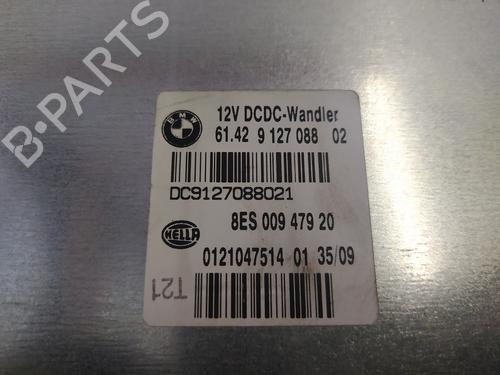 BMW
12V DCDC-Wandler
61.42 9 127 088 02
DC9127088021
8ES 009 479 20
HELLA
0121047514 01 35/09
T21
B-PARTS